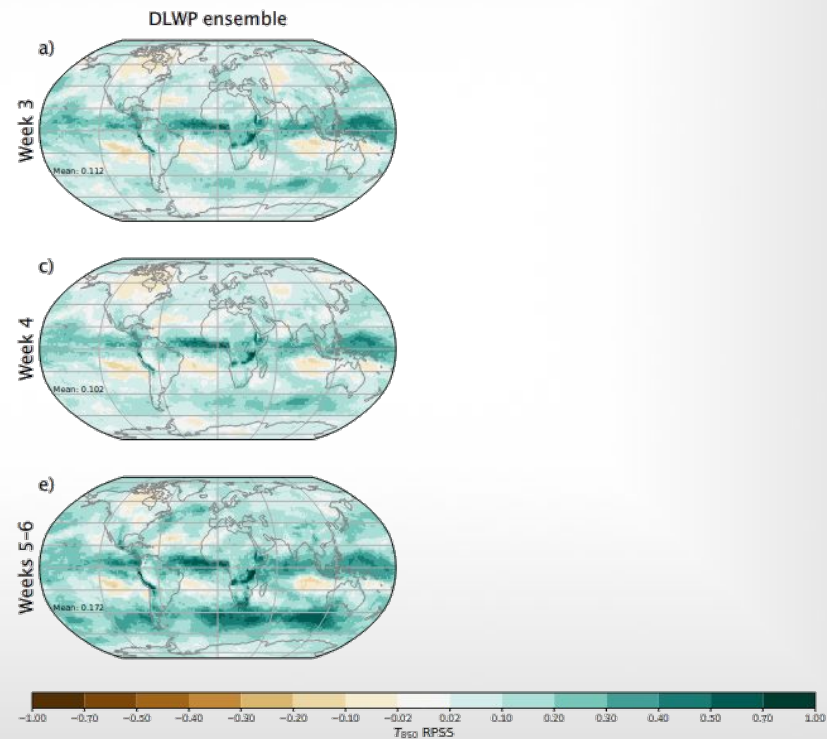 DLWP ensemble
a)
Week 3
Mean: 0.112
c)
Week 4
Mean: 0.102
e)
Weeks 5–6
Mean: 0.172
−1.00 −0.70 −0.50 −0.40 −0.30 −0.20 −0.10 −0.02 0.02 0.10 0.20 0.30 0.40 0.50 0.70 1.00
T850 RPSS